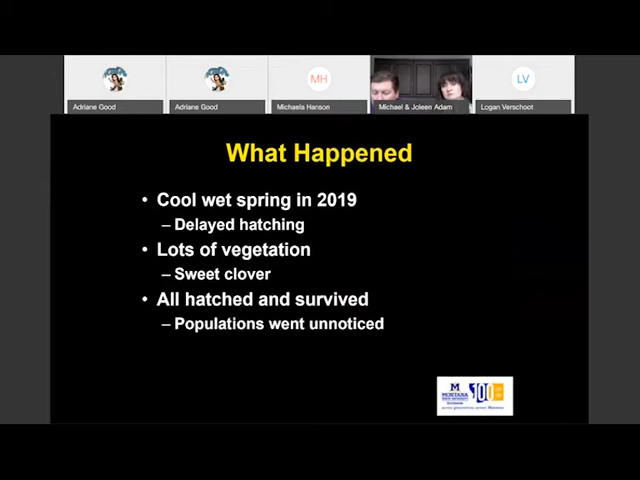 MH
LV
Adriane Good
Adriane Good
Michaela Hanson
Michael & Joleen Adam
Logan Verschoot
What Happened
• Cool wet spring in 2019
– Delayed hatching
• Lots of vegetation
– Sweet clover
• All hatched and survived
– Populations went unnoticed
M
MONTANA
100